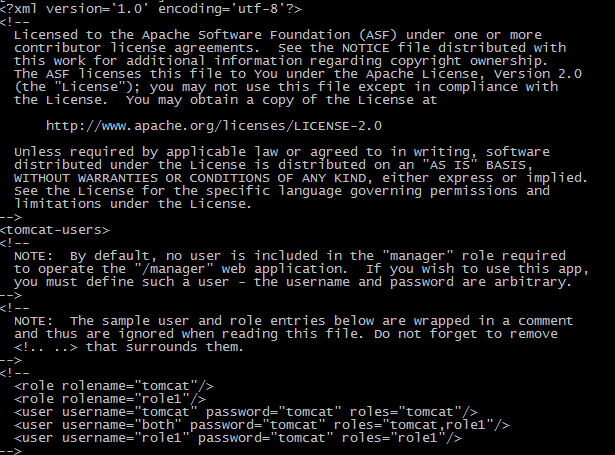 <?xml version='1.0' encoding='utf-8'?>
<!--
  Licensed to the Apache Software Foundation (ASF) under one or more
  contributor license agreements.  See the NOTICE file distributed with
  this work for additional information regarding copyright ownership.
  The ASF licenses this file to You under the Apache License, Version 2.0
  (the "License"); you may not use this file except in compliance with
  the License.  You may obtain a copy of the License at

      http://www.apache.org/licenses/LICENSE-2.0

  Unless required by applicable law or agreed to in writing, software
  distributed under the License is distributed on an "AS IS" BASIS,
  WITHOUT WARRANTIES OR CONDITIONS OF ANY KIND, either express or implied.
  See the License for the specific language governing permissions and
  limitations under the License.
-->
<tomcat-users>
<!--
  NOTE:  By default, no user is included in the "manager" role required
  to operate the "/manager" web application.  If you wish to use this app,
  you must define such a user - the username and password are arbitrary.
-->
<!--
  NOTE:  The sample user and role entries below are wrapped in a comment
  and thus are ignored when reading this file. Do not forget to remove
  <!.. ..> that surrounds them.
-->
<!--
  <role rolename="tomcat"/>
  <role rolename="role1"/>
  <user username="tomcat" password="tomcat" roles="tomcat"/>
  <user username="both" password="tomcat" roles="tomcat,role1"/>
  <user username="role1" password="tomcat" roles="role1"/>
-->